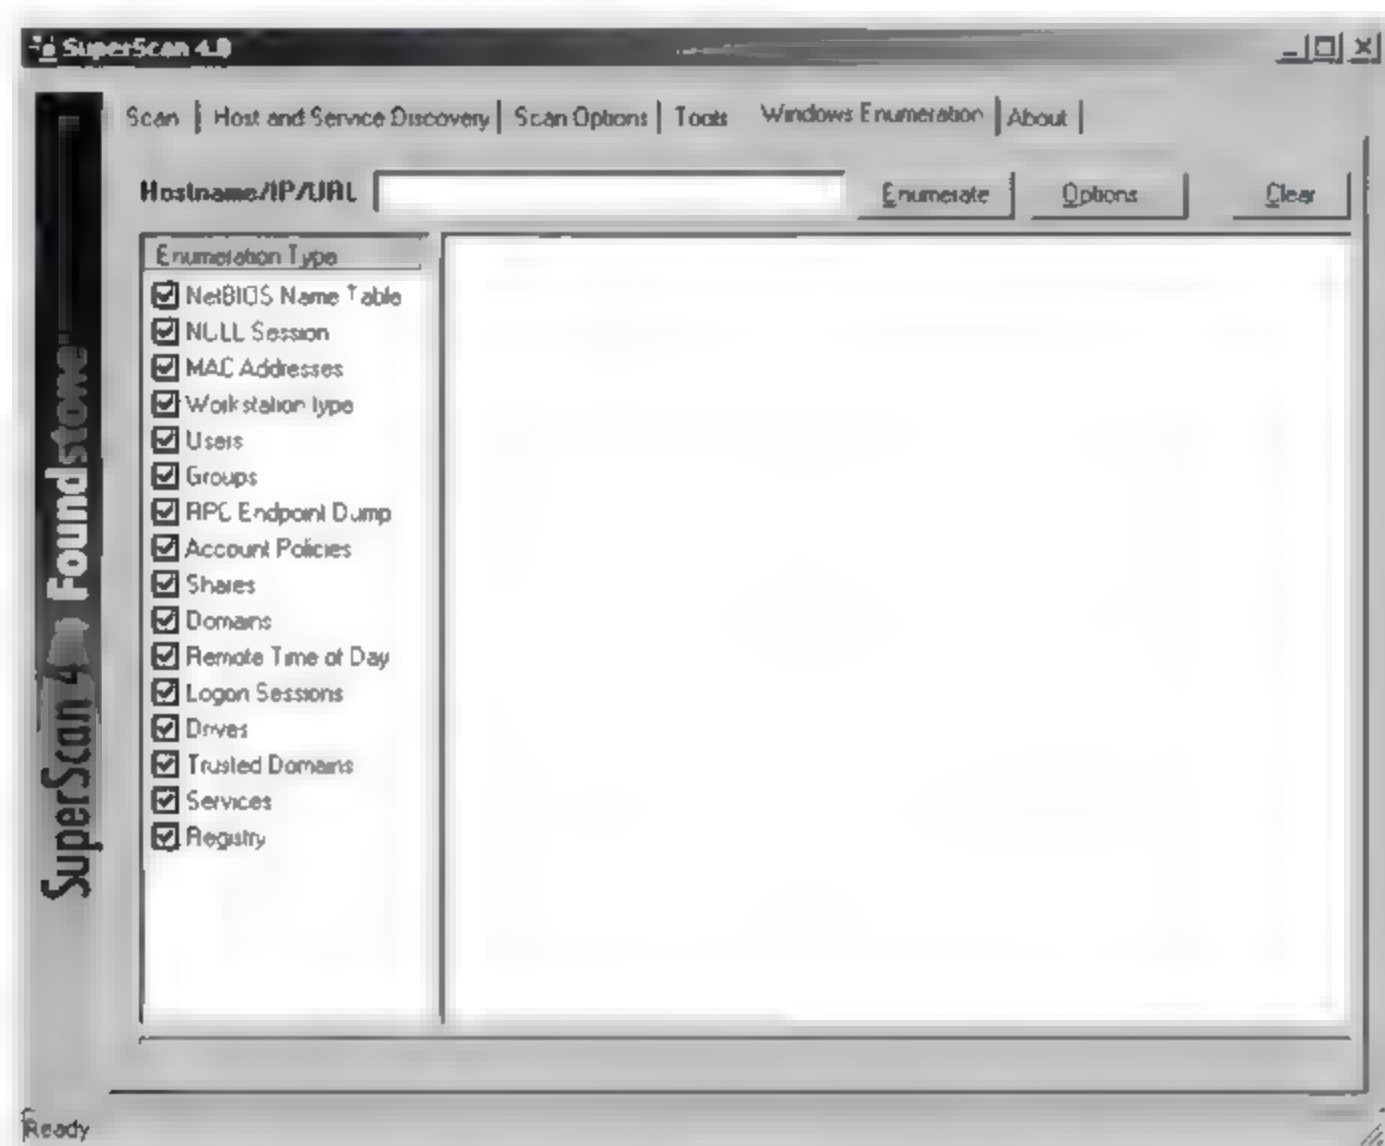 SuperScan 4.0
Scan Host and Service Discovery Scan Options Tools Windows Enumeration About
Hostname/IP/URL Enumerate Options Clear
Enumeration Type
NetBIOS Name Table
NULL Session
MAC Addresses
Workstation type
Users
Groups
RPC Endpoint Dump
Account Policies
Shares
Domains
Remote Time of Day
Logon Sessions
Drives
Trusted Domains
Services
Registry
SuperScan 4 Foundstone
Ready